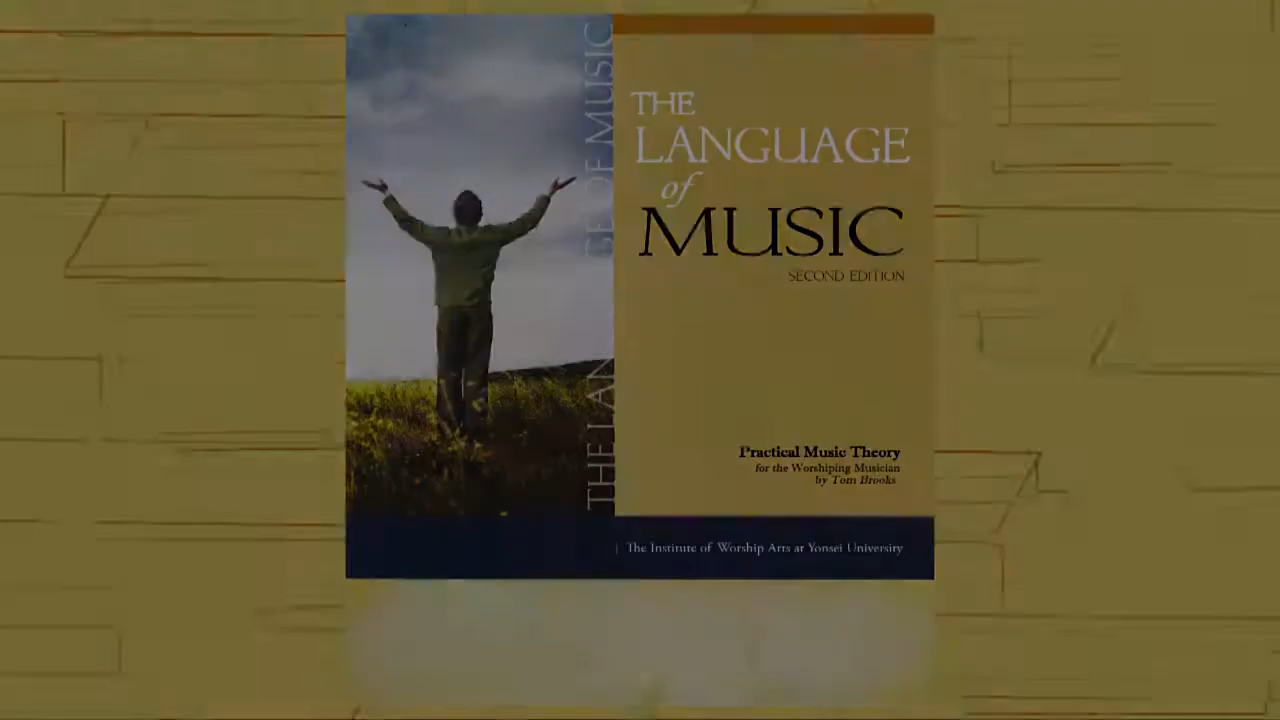 THE LANGUAGE OF MUSIC
THE
LANGUAGE
of
MUSIC
SECOND EDITION
Practical Music Theory
for the Worshiping Musician
by Tom Brooks
The Institute of Worship Arts at Yonsei University